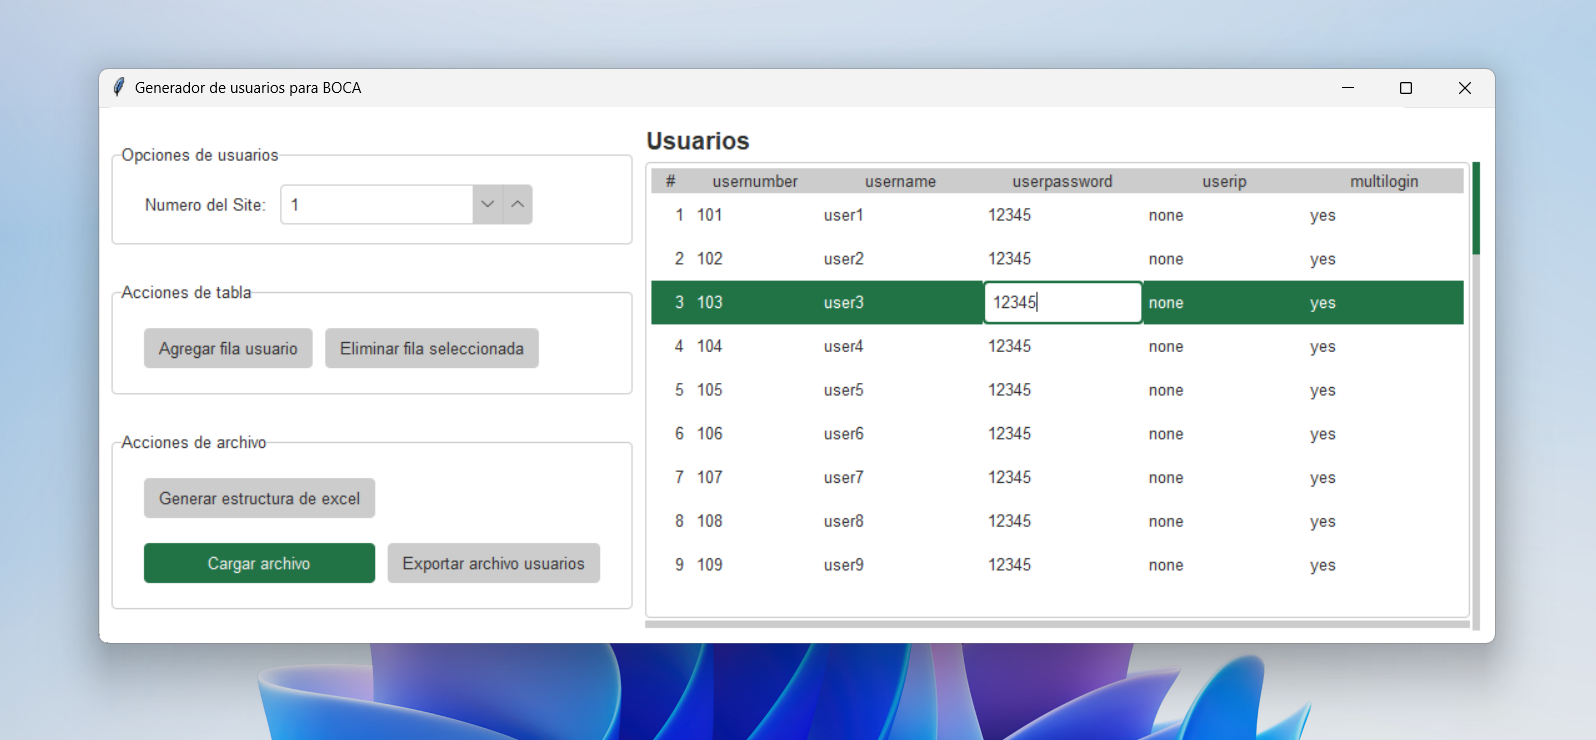 Generador de usuarios para BOCA
Opciones de usuarios
Numero del Site: 1
Acciones de tabla
Agregar fila usuario Eliminar fila seleccionada
Acciones de archivo
Generar estructura de excel
Cargar archivo Exportar archivo usuarios
Usuarios
# usernumber username userpassword userip multilogin
1 101 user1 12345 none yes
2 102 user2 12345 none yes
3 103 user3 12345 none yes
4 104 user4 12345 none yes
5 105 user5 12345 none yes
6 106 user6 12345 none yes
7 107 user7 12345 none yes
8 108 user8 12345 none yes
9 109 user9 12345 none yes